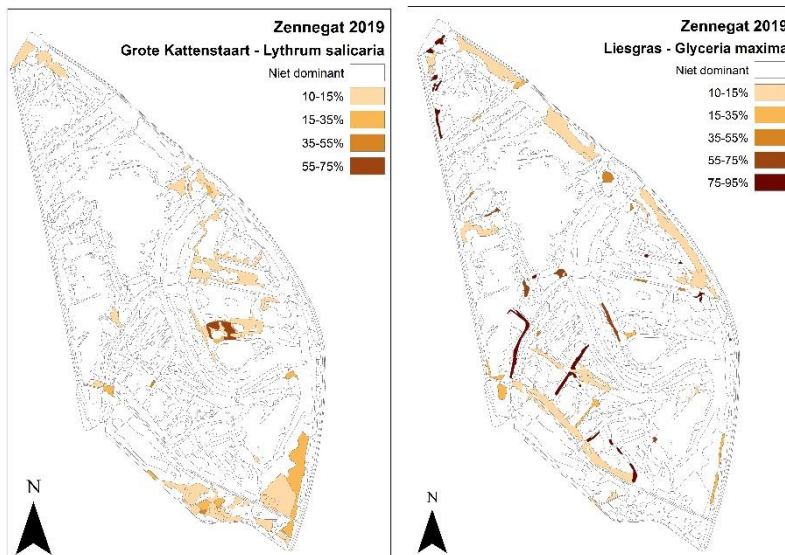 Zennegat 2019
Grote Kattenstaart - Lythrum salicaria
Niet dominant
10-15%
15-35%
35-55%
55-75%
N
Zennegat 2019
Liesgras - Glyceria maxima
Niet dominant
10-15%
15-35%
35-55%
55-75%
75-95%
N